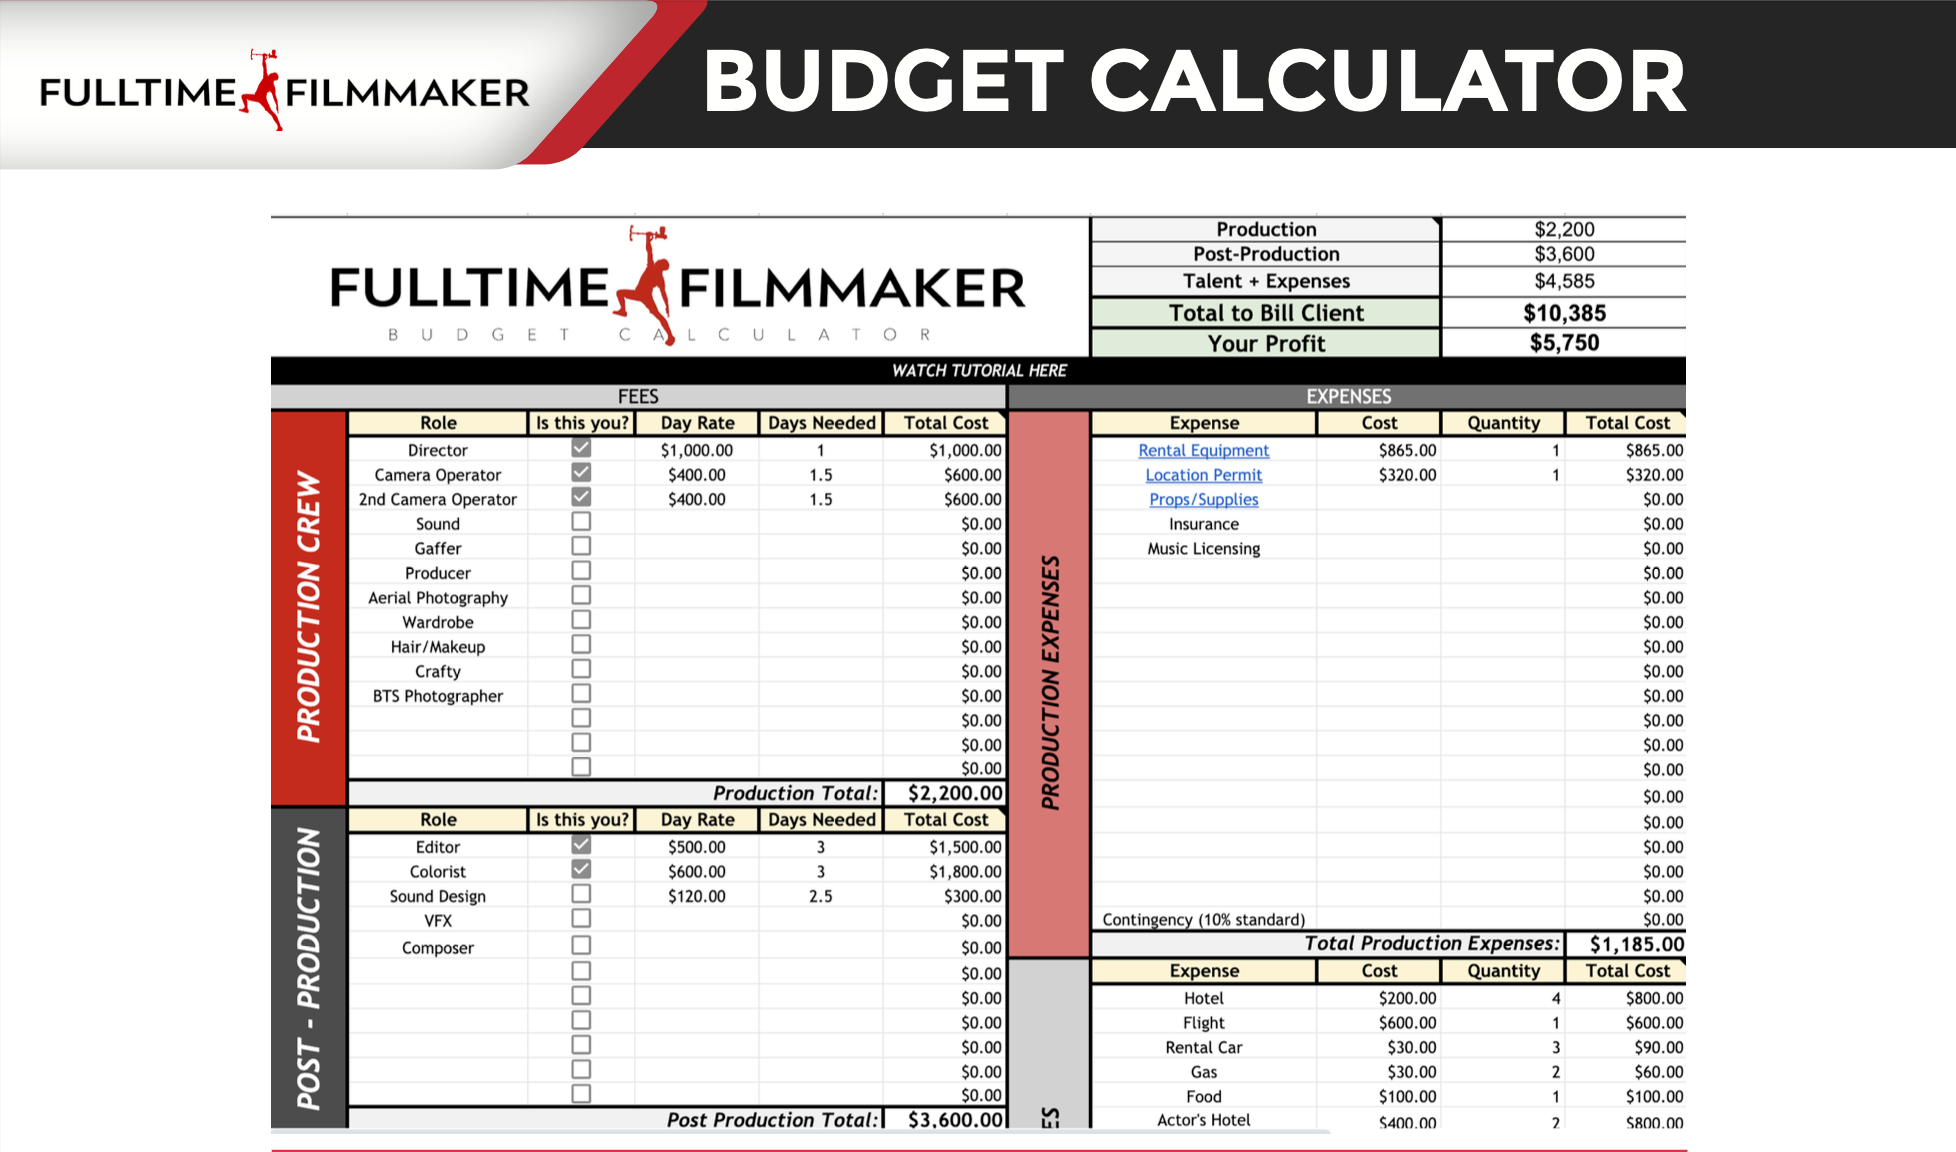 FULLTIME FILMMAKER
BUDGET CALCULATOR
FULLTIME FILMMAKER
BUDGET CALCULATOR
Production $2,200
Post-Production $3,600
Talent + Expenses $4,585
Total to Bill Client $10,385
Your Profit $5,750
WATCH TUTORIAL HERE
FEES
PRODUCTION CREW
Role Is this you? Day Rate Days Needed Total Cost
Director $1,000.00 1 $1,000.00
Camera Operator $400.00 1.5 $600.00
2nd Camera Operator $400.00 1.5 $600.00
Sound $0.00
Gaffer $0.00
Producer $0.00
Aerial Photography $0.00
Wardrobe $0.00
Hair/Makeup $0.00
Crafty $0.00
BTS Photographer $0.00
$0.00
$0.00
$0.00
Production Total: $2,200.00
POST - PRODUCTION
Role Is this you? Day Rate Days Needed Total Cost
Editor $500.00 3 $1,500.00
Colorist $600.00 3 $1,800.00
Sound Design $120.00 2.5 $300.00
VFX $0.00
Composer $0.00
$0.00
$0.00
$0.00
$0.00
$0.00
$0.00
Post Production Total: $3,600.00
EXPENSES
PRODUCTION EXPENSES
Expense Cost Quantity Total Cost
Rental Equipment $865.00 1 $865.00
Location Permit $320.00 1 $320.00
Props/Supplies $0.00
Insurance $0.00
Music Licensing $0.00
$0.00
$0.00
$0.00
$0.00
$0.00
$0.00
$0.00
$0.00
$0.00
$0.00
$0.00
$0.00
$0.00
$0.00
Contingency (10% standard) $0.00
Total Production Expenses: $1,185.00
ES
Expense Cost Quantity Total Cost
Hotel $200.00 4 $800.00
Flight $600.00 1 $600.00
Rental Car $30.00 3 $90.00
Gas $30.00 2 $60.00
Food $100.00 1 $100.00
Actor's Hotel $400.00 2 $800.00